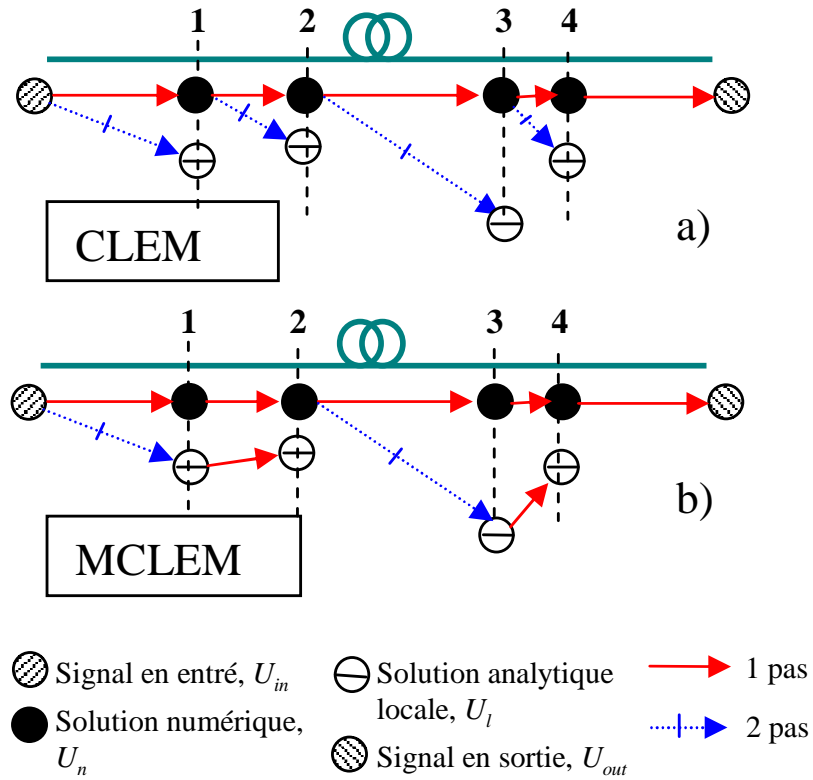 1 2 3 4
CLEM
a)
1 2 3 4
MCLEM
b)
Signal en entré, U_in
Solution numérique,
U_n
Solution analytique
locale, U_l
Signal en sortie, U_out
1 pas
2 pas